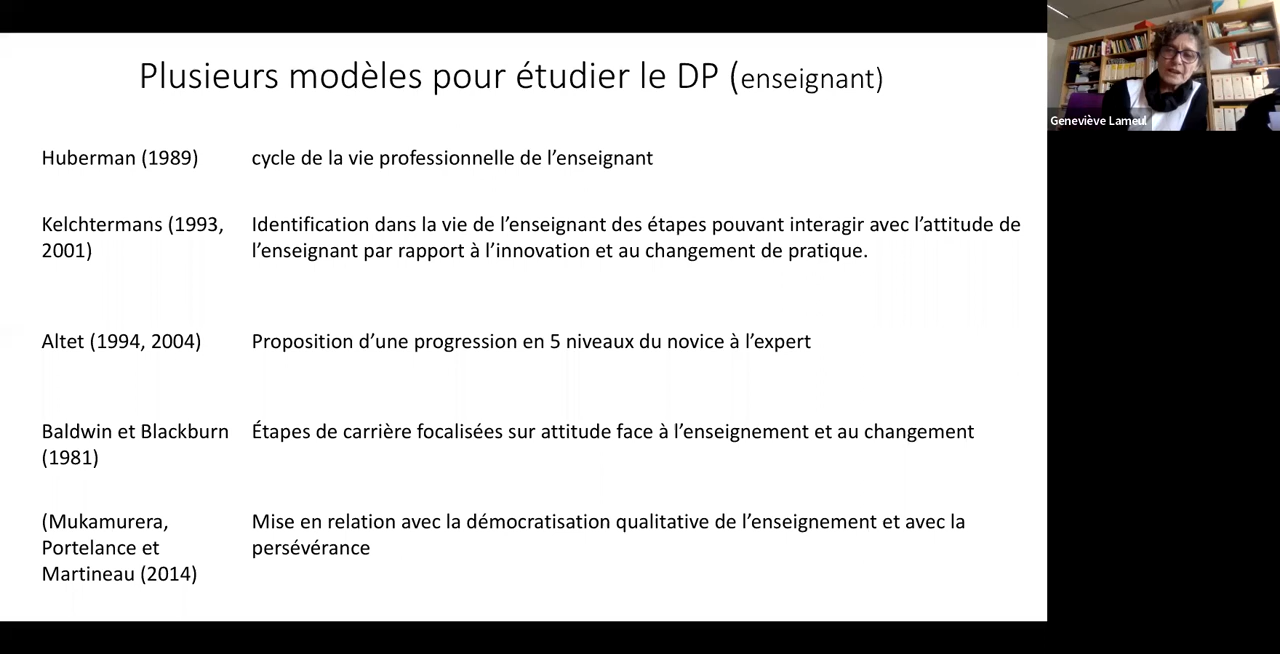 Plusieurs modèles pour étudier le DP (enseignant)
Geneviève Lameul
Huberman (1989) cycle de la vie professionnelle de l’enseignant
Kelchtermans (1993, Identification dans la vie de l’enseignant des étapes pouvant interagir avec l’attitude de
2001) l’enseignant par rapport à l’innovation et au changement de pratique.
Altet (1994, 2004) Proposition d’une progression en 5 niveaux du novice à l’expert
Baldwin et Blackburn Étapes de carrière focalisées sur attitude face à l’enseignement et au changement
(1981)
(Mukamurera, Mise en relation avec la démocratisation qualitative de l’enseignement et avec la
Portelance et persévérance
Martineau (2014)